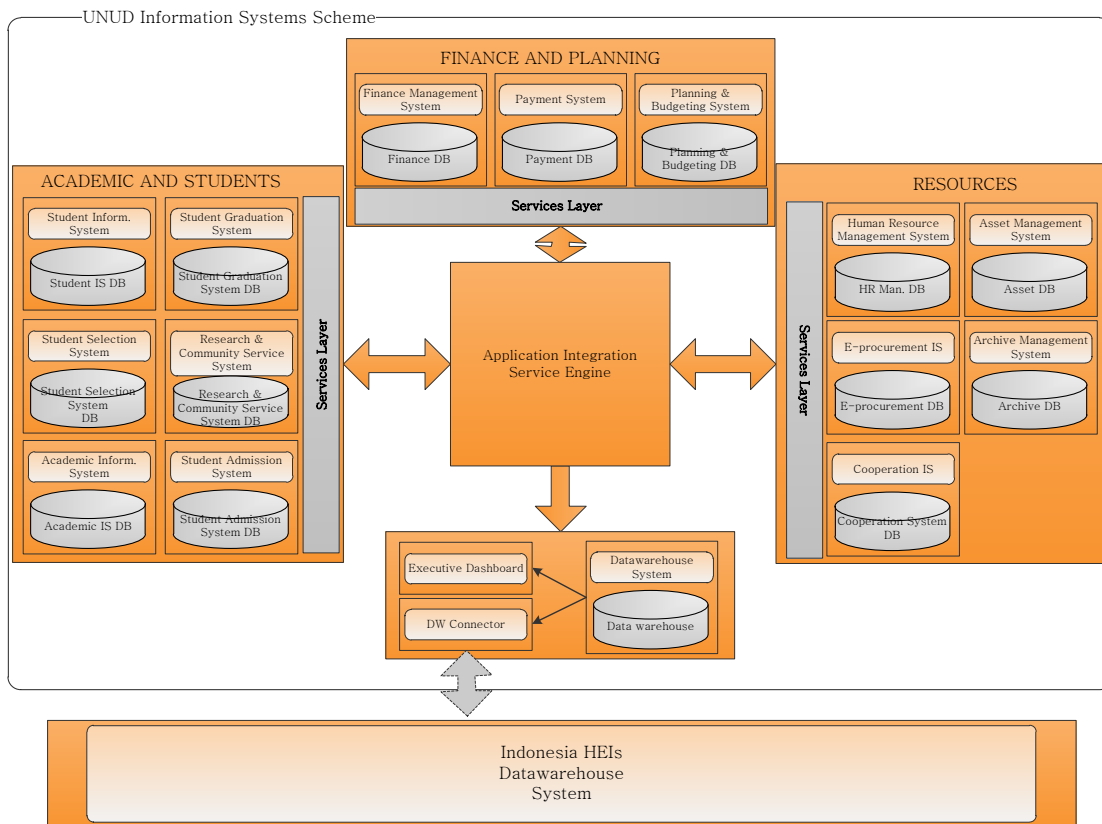 UNUD Information Systems Scheme
FINANCE AND PLANNING
Finance Management
System
Finance DB
Payment System
Payment DB
Planning &
Budgeting System
Planning &
Budgeting DB
Services Layer
ACADEMIC AND STUDENTS
Student Inform.
System
Student IS DB
Student Graduation
System
Student Graduation
System DB
Student Selection
System
Student Selection
System
DB
Research &
Community Service
System
Research &
Community Service
System DB
Academic Inform.
System
Academic IS DB
Student Admission
System
Student Admission
System DB
Services Layer
Application Integration
Service Engine
RESOURCES
Services Layer
Human Resource
Management System
HR Man. DB
Asset Management
System
Asset DB
E-procurement IS
E-procurement DB
Archive Management
System
Archive DB
Cooperation IS
Cooperation System
DB
Executive Dashboard
DW Connector
Datawarehouse
System
Data warehouse
Indonesia HEIs
Datawarehouse
System